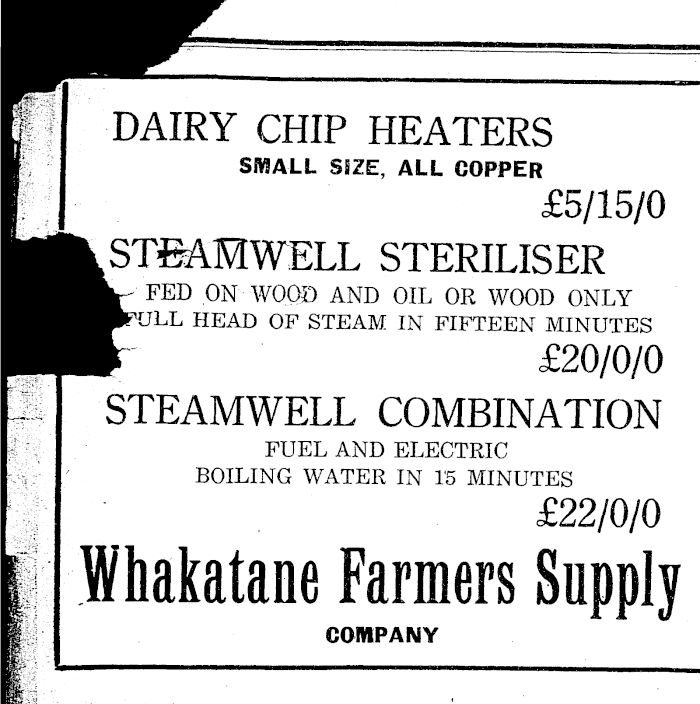 DAIRY CHIP HEATERS
SMALL SIZE, ALL COPPER
£5/15/0
STEAMWELL STERILISER
FED ON WOOD AND OIL OR WOOD ONLY
FULL HEAD OF STEAM IN FIFTEEN MINUTES
£20/0/0
STEAMWELL COMBINATION
FUEL AND ELECTRIC
BOILING WATER IN 15 MINUTES
£22/0/0
Whakatane Farmers Supply
COMPANY